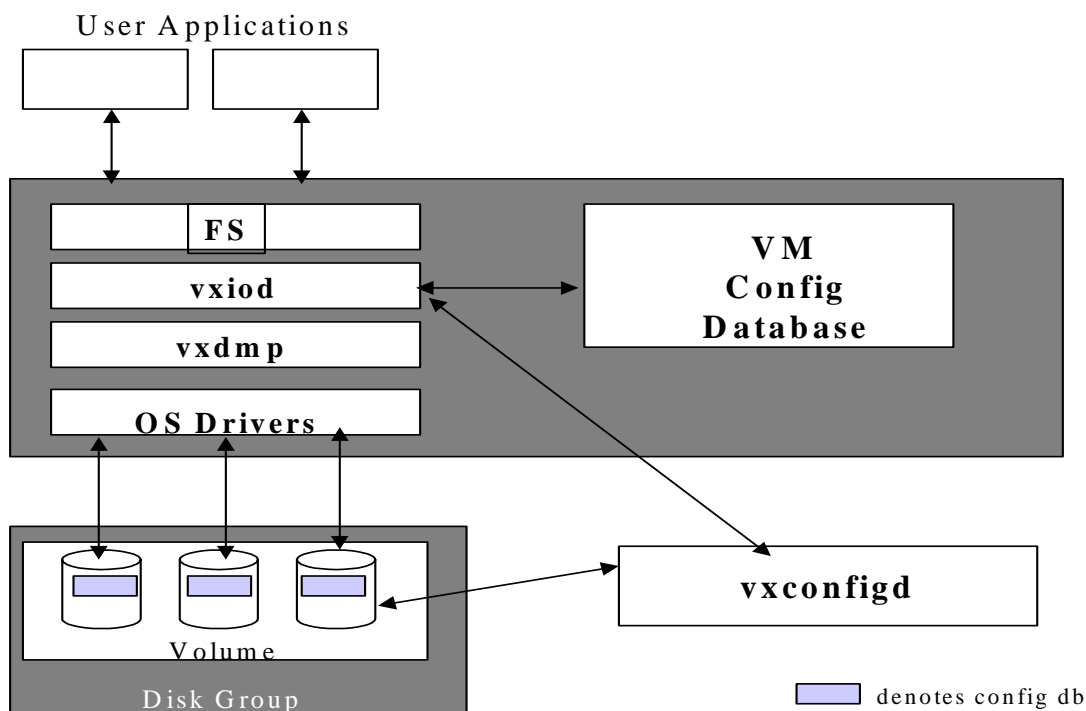 User Applications
FS
vxiod
vxdmp
OS Drivers
VM
Config
Database
vxconfigd
Volume
Disk Group
denotes config db